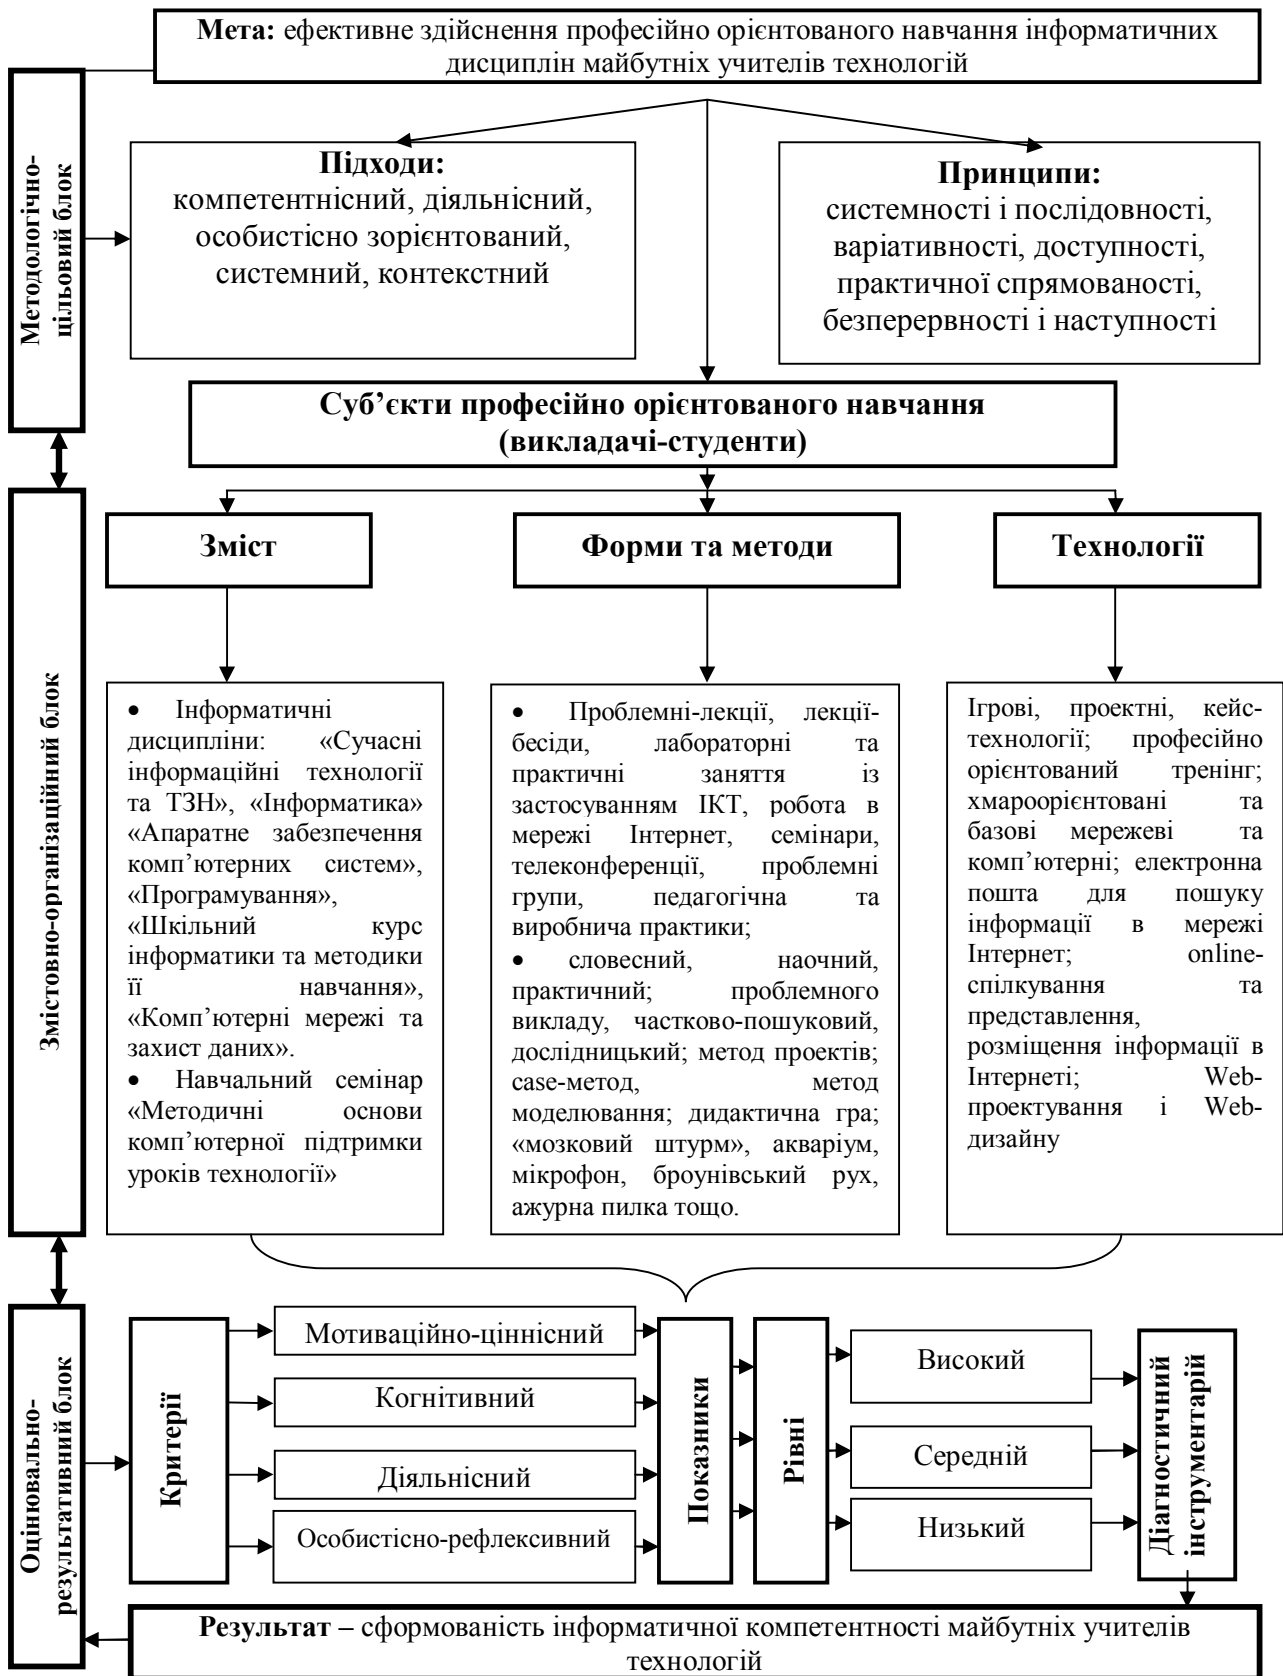 Мета: ефективне здійснення професійно орієнтованого навчання інформатичних
дисциплін майбутніх учителів технологій
Методологічно-
цільовий блок
Підходи:
компетентнісний, діяльнісний,
особистісно зорієнтований,
системний, контекстний
Принципи:
системності і послідовності,
варіативності, доступності,
практичної спрямованості,
безперервності і наступності
Суб’єкти професійно орієнтованого навчання
(викладачі-студенти)
Змістовно-організаційний блок
Зміст
Форми та методи
Технології
• Інформатичні
дисципліни: «Сучасні
інформаційні технології
та ТЗН», «Інформатика»
«Апаратне забезпечення
комп’ютерних систем»,
«Програмування»,
«Шкільний курс
інформатики та методики
її навчання»,
«Комп’ютерні мережі та
захист даних».
• Навчальний семінар
«Методичні основи
комп’ютерної підтримки
уроків технології»
• Проблемні-лекції, лекції-
бесіди, лабораторні та
практичні заняття із
застосуванням ІКТ, робота в
мережі Інтернет, семінари,
телеконференції, проблемні
групи, педагогічна та
виробнича практики;
• словесний, наочний,
практичний; проблемного
викладу, частково-пошуковий,
дослідницький; метод проектів;
case-метод, метод
моделювання; дидактична гра;
«мозковий штурм», акваріум,
мікрофон, броунівський рух,
ажурна пилка тощо.
Ігрові, проектні, кейс-
технології; професійно
орієнтований тренінг;
хмароорієнтовані та
базові мережеві та
комп’ютерні; електронна
пошта для пошуку
інформації в мережі
Інтернет; online-
спілкування та
представлення,
розміщення інформації в
Інтернеті; Web-
проектування і Web-
дизайну
Оцінювально-
результативний блок
Критерії
Мотиваційно-ціннісний
Когнітивний
Діяльнісний
Особистісно-рефлексивний
Показники
Рівні
Високий
Середній
Низький
Діагностичний
інструментарій
Результат – сформованість інформатичної компетентності майбутніх учителів
технологій